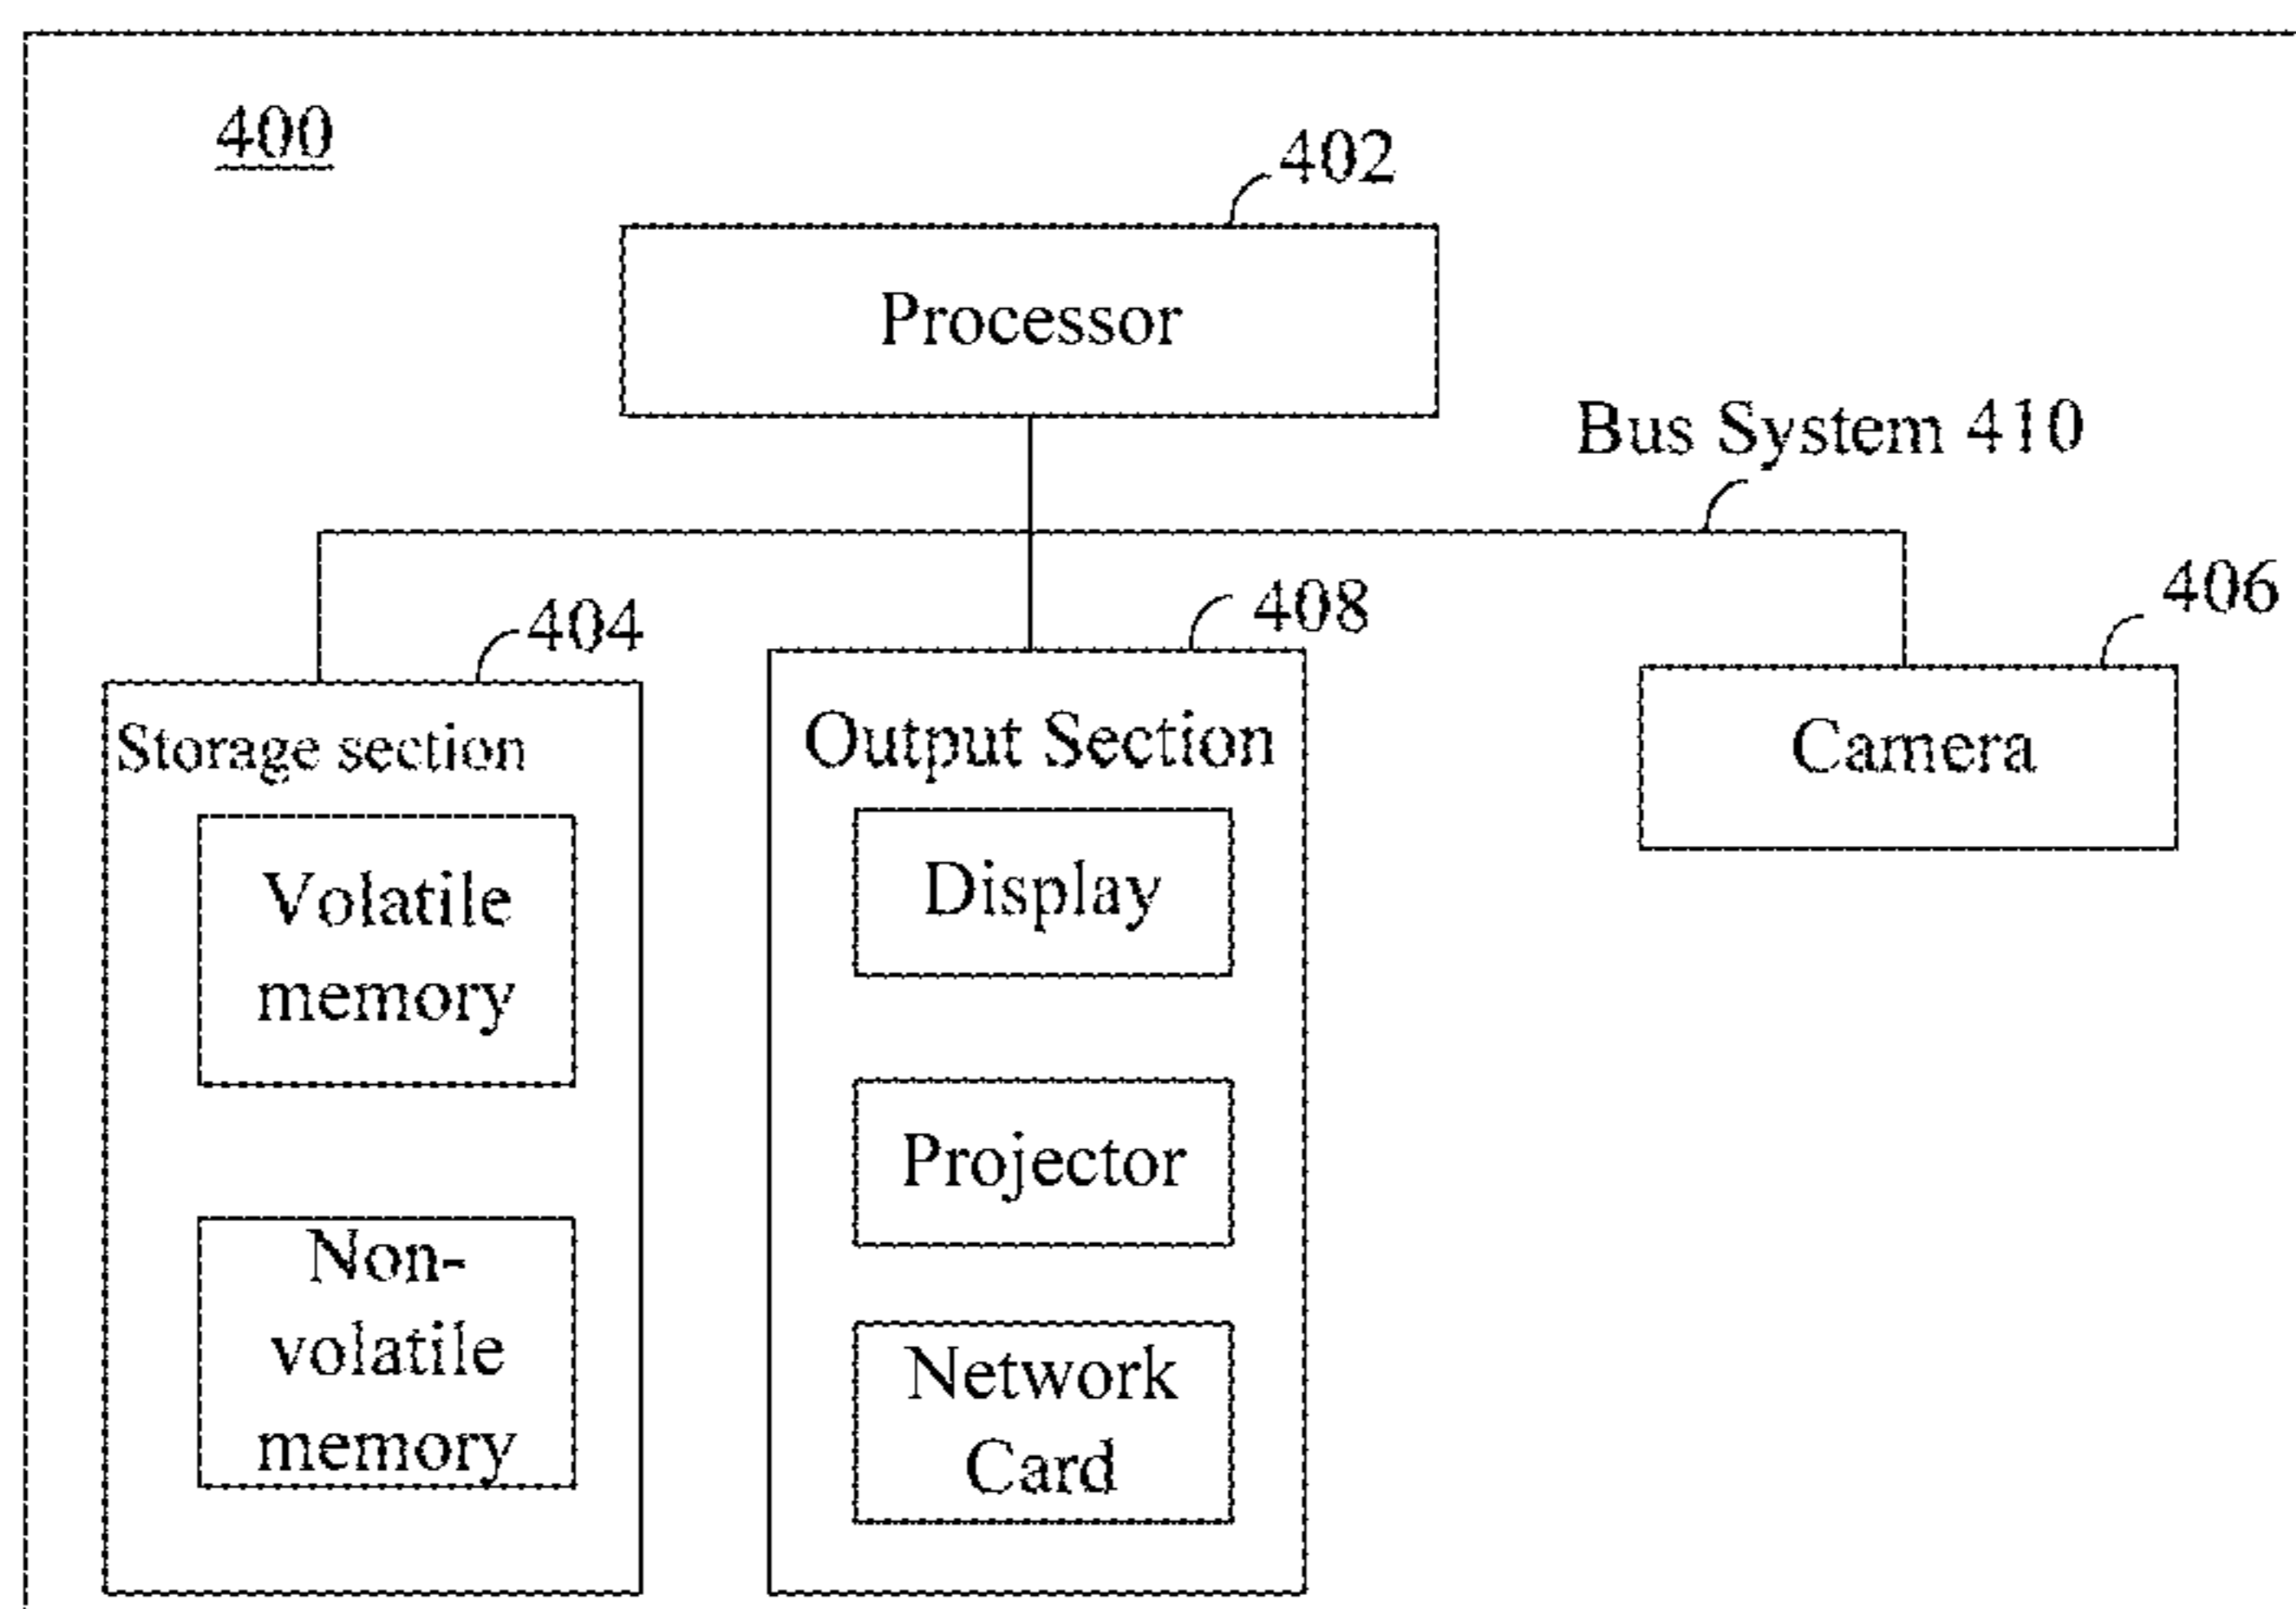 400
402
Processor
Bus System 410
404
408
406
Storage section
Volatile
memory
Non-
volatile
memory
Output Section
Display
Projector
Network
Card
Camera